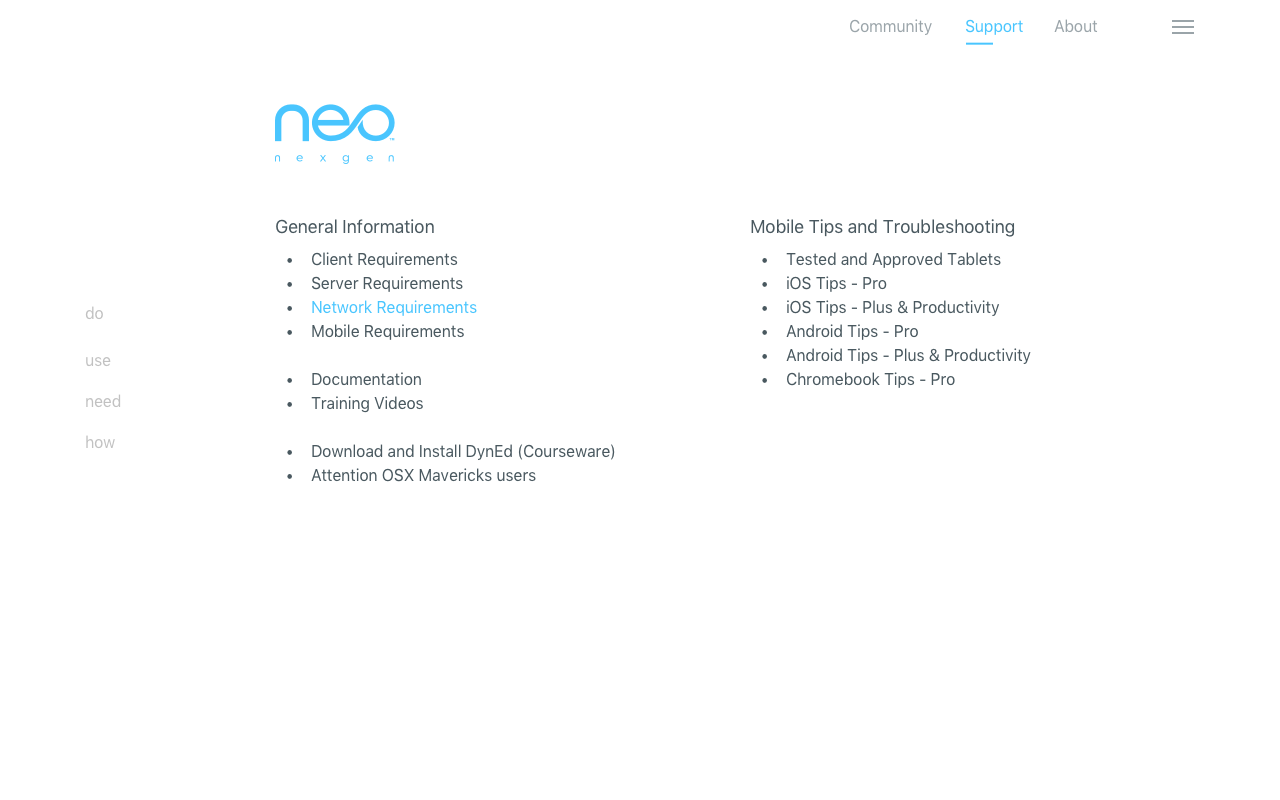 Community Support About
neo™
nexgen
General Information
• Client Requirements
• Server Requirements
• Network Requirements
• Mobile Requirements
• Documentation
• Training Videos
• Download and Install DynEd (Courseware)
• Attention OSX Mavericks users
Mobile Tips and Troubleshooting
• Tested and Approved Tablets
• iOS Tips - Pro
• iOS Tips - Plus & Productivity
• Android Tips - Pro
• Android Tips - Plus & Productivity
• Chromebook Tips - Pro
do
use
need
how